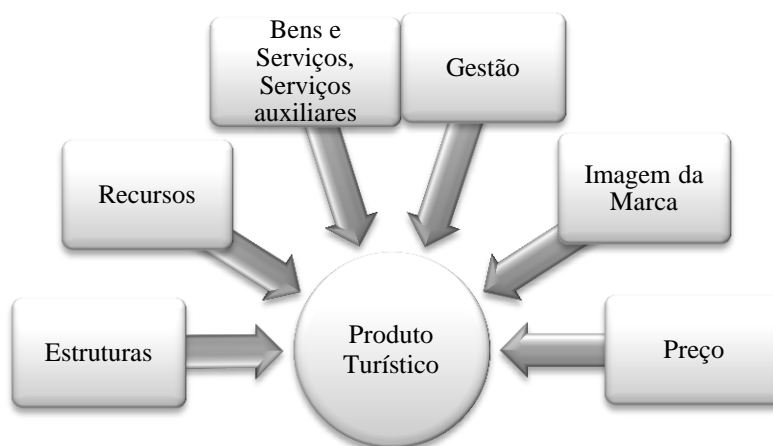 Bens e
Serviços,
Serviços
auxiliares
Gestão
Recursos
Imagem da
Marca
Estruturas
Produto
Turístico
Preço